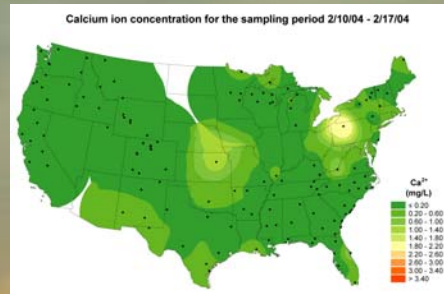 Calcium ion concentration for the sampling period 2/10/04 - 2/17/04
Ca²⁺
(mg/L)
≤ 0.20
0.20 - 0.60
0.60 - 1.00
1.00 - 1.40
1.40 - 1.80
1.80 - 2.20
2.20 - 2.60
2.60 - 3.00
3.00 - 3.40
> 3.40